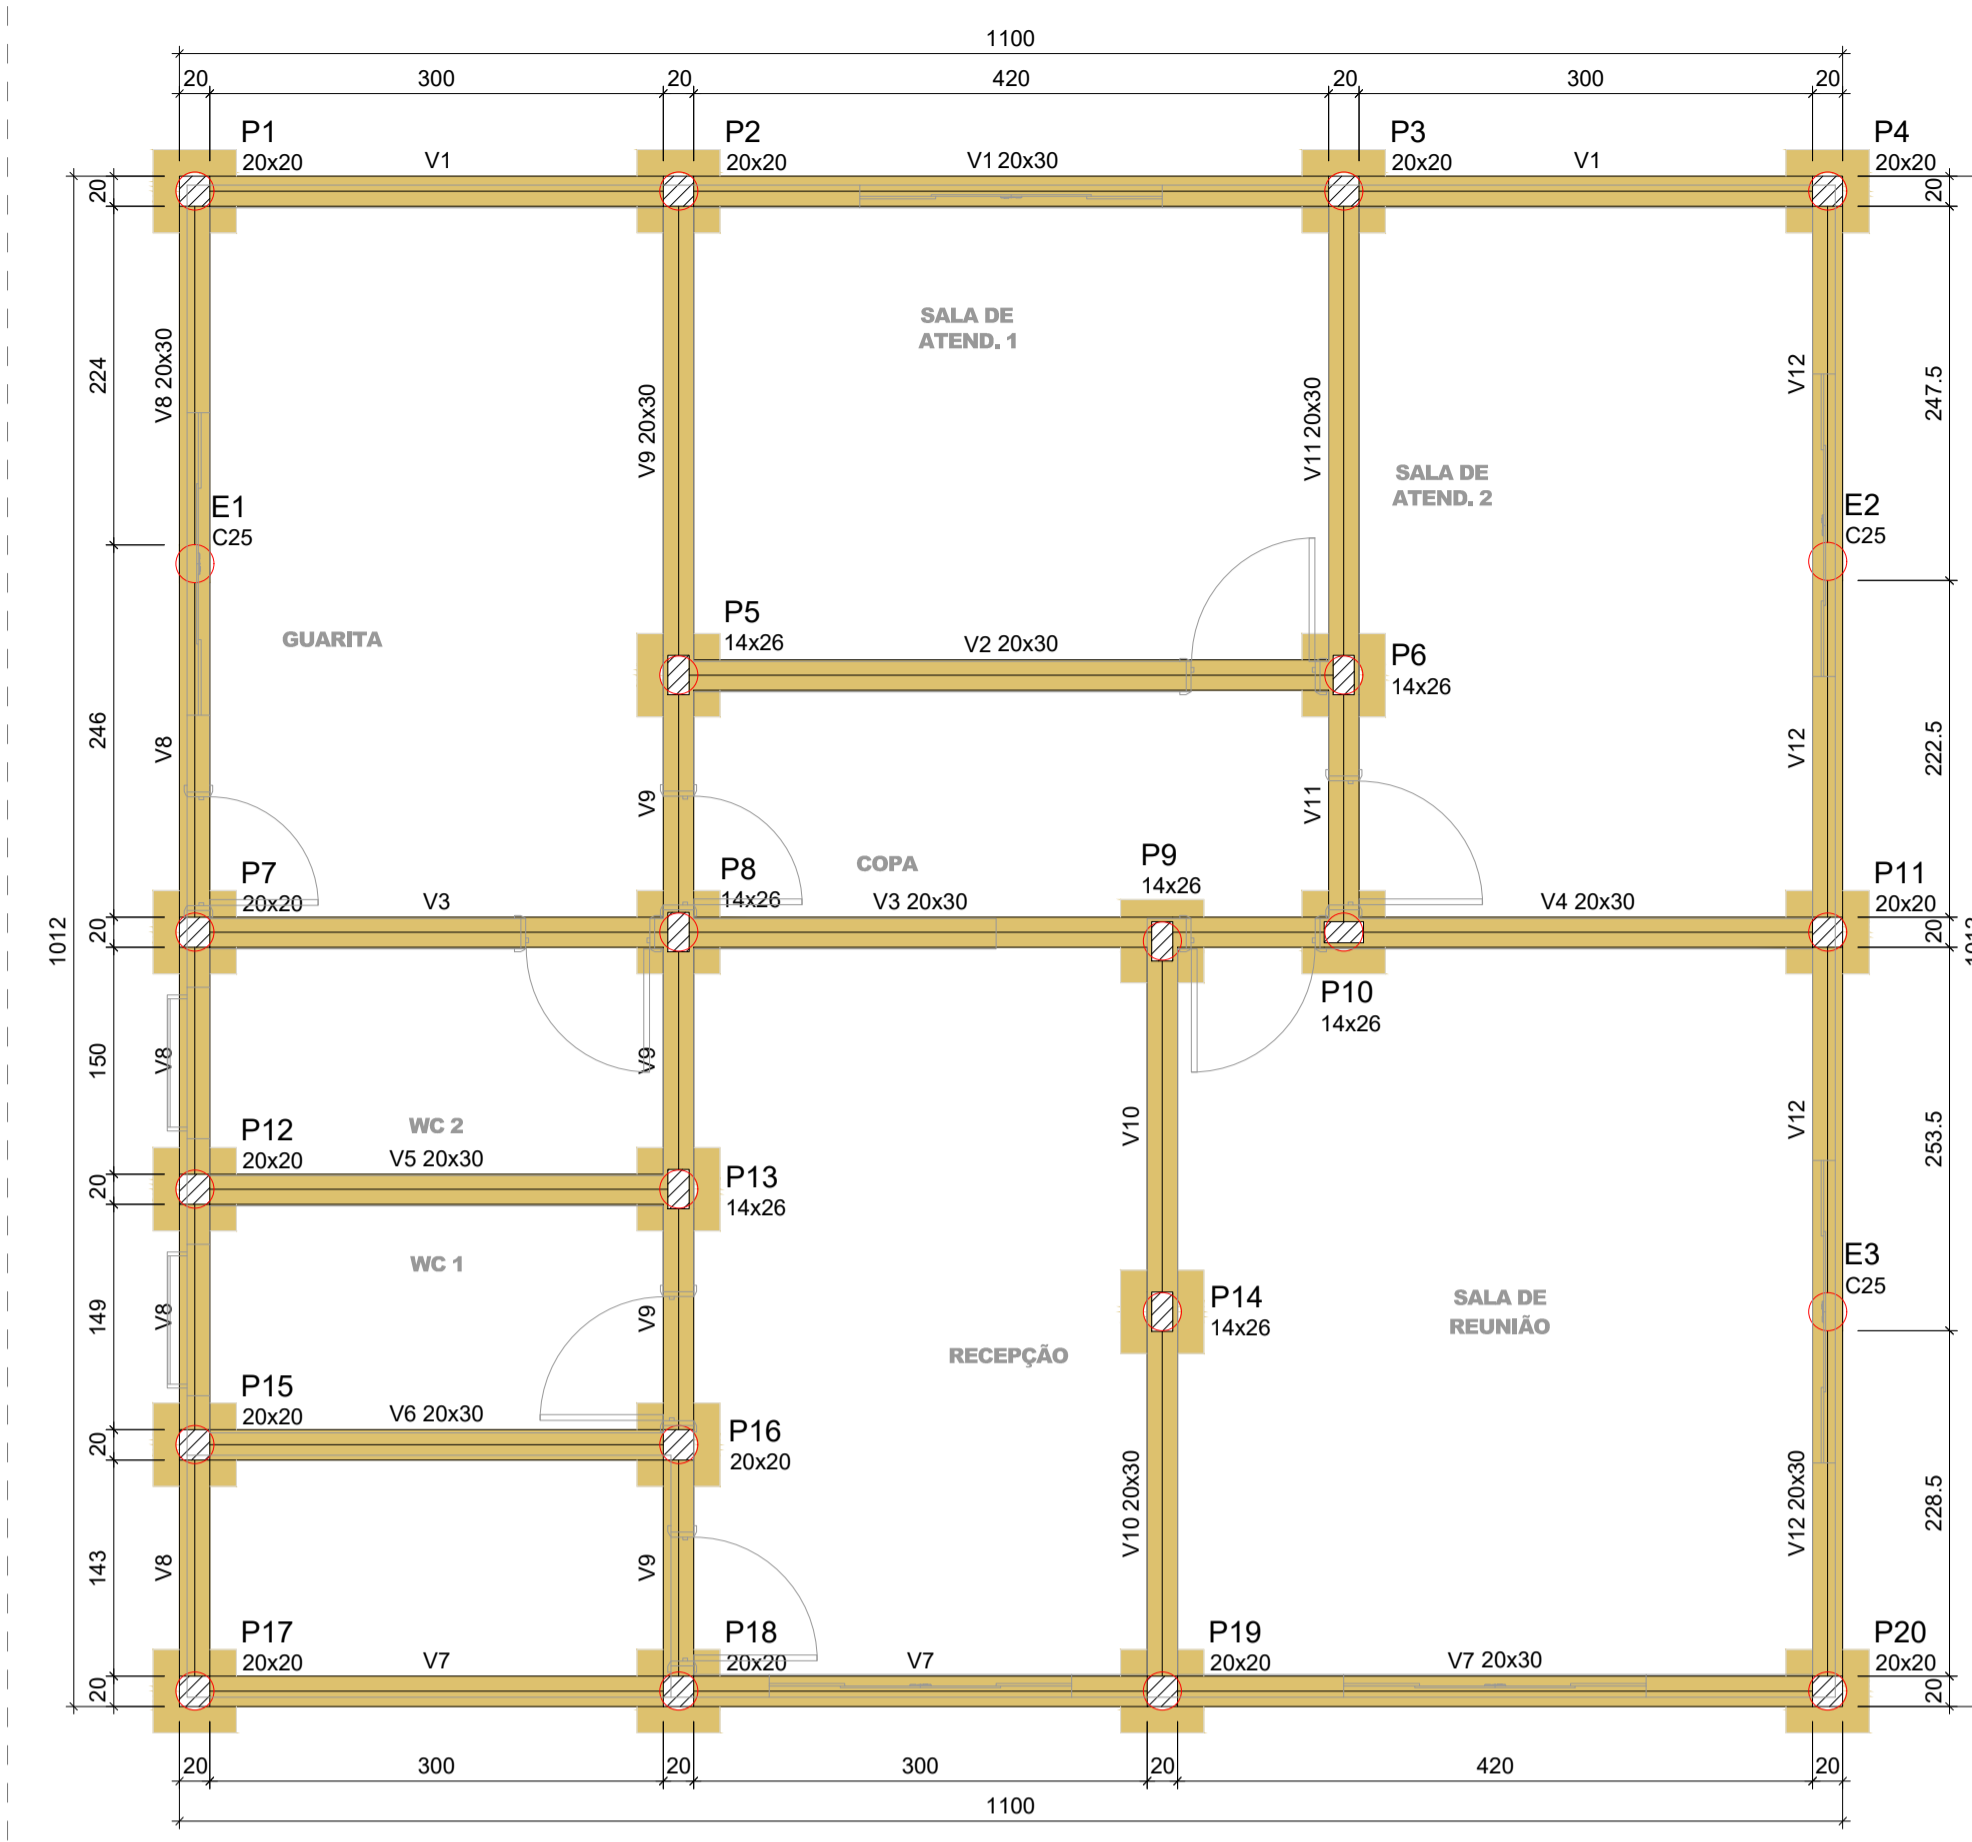 1100
20 300 20 420 20 300 20
P1 P2 P3 P4
20x20 V1 20x20 V1 20x30 20x20 V1 20x20
20 20
SALA DE
ATEND. 1
224 V8 20x30 V9 20x30 V11 20x30 V12 247.5
SALA DE
ATEND. 2
E1 E2
C25 C25
P5
14x26
GUARITA
V2 20x30
P6
14x26
246 V8 V9 V11 V12 222.5
P7 P8 COPA P9 P11
20x20 V3 14x26 V3 20x30 14x26 V4 20x30 20x20
1012 20 20
P10
14x26
150 V8 V9 V10 V12 253.5
WC 2
P12
20x20 V5 20x30
20
P13
14x26
WC 1
E3
C25
149 V8 V9
P14
14x26
SALA DE
REUNIÃO
RECEPÇÃO
P15
20x20 V6 20x30
20
P16
20x20
143 V8 V9 V10 20x30 V12 20x30 228.5
P17 P18 P19 P20
20x20 V7 20x20 V7 20x20 V7 20x30 20x20
20 20
20 300 20 300 20 420 20
1100